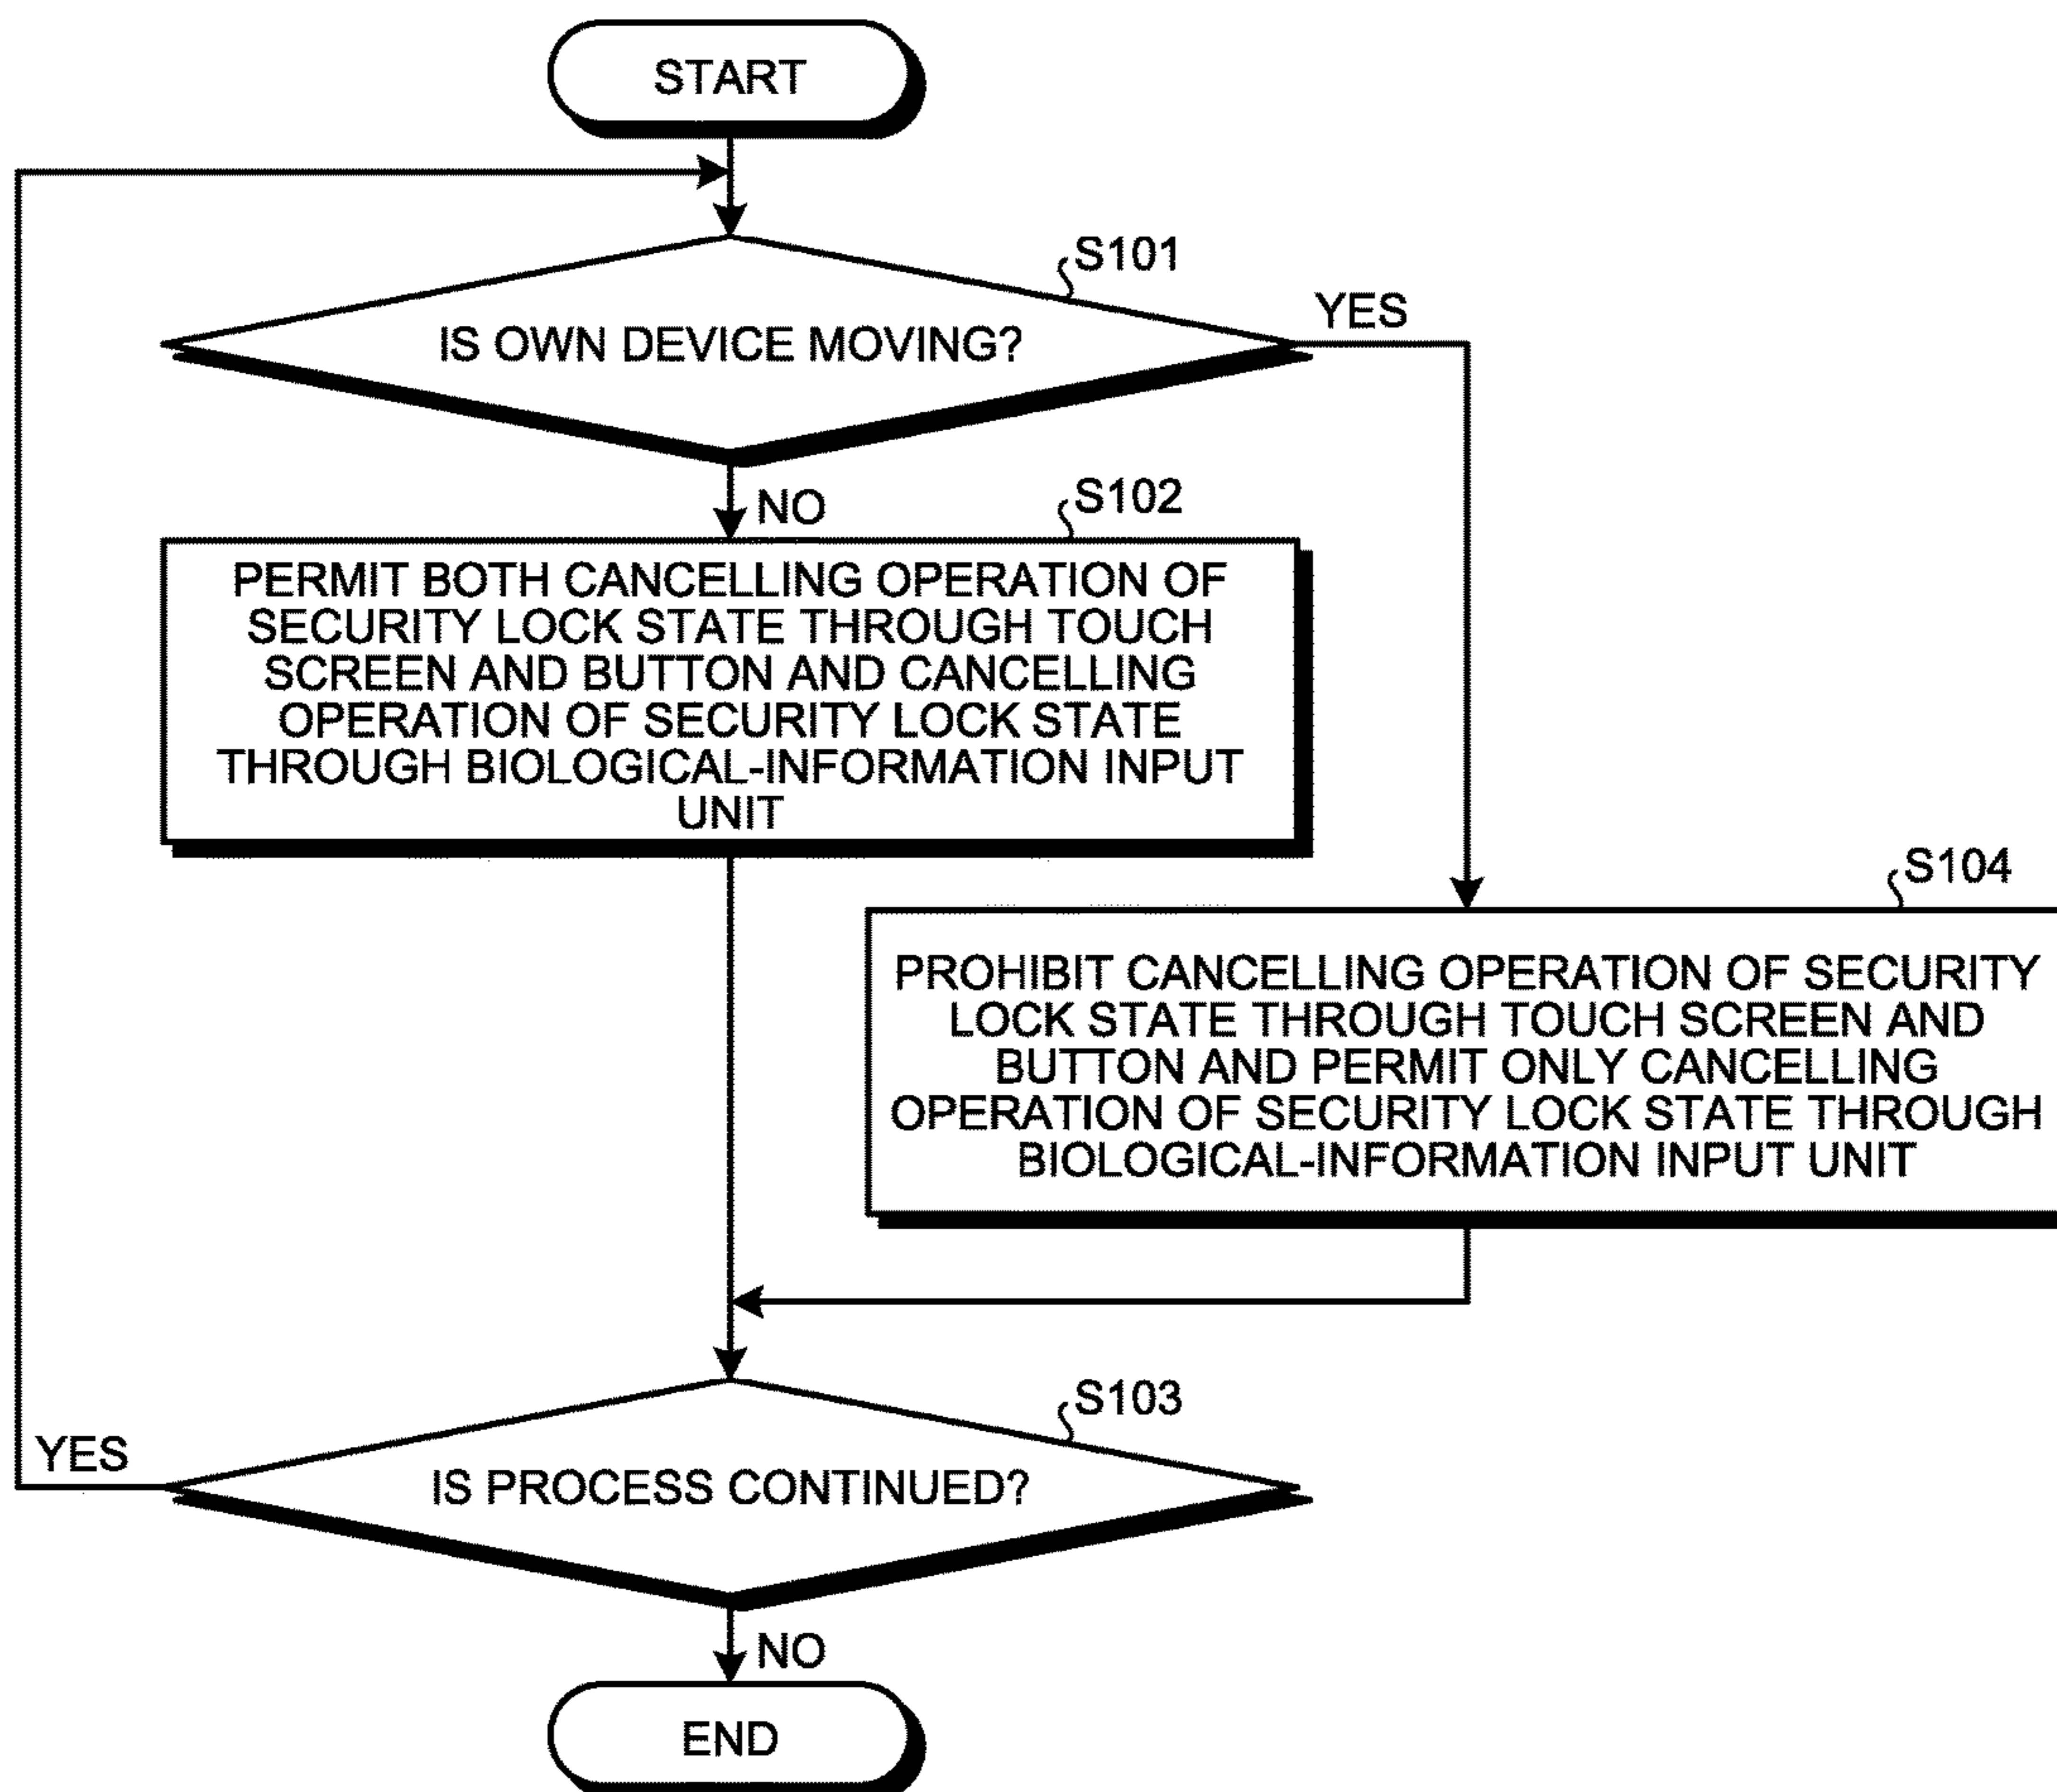 START
S101
IS OWN DEVICE MOVING?
YES
NO
S102
PERMIT BOTH CANCELLING OPERATION OF
SECURITY LOCK STATE THROUGH TOUCH
SCREEN AND BUTTON AND CANCELLING
OPERATION OF SECURITY LOCK STATE
THROUGH BIOLOGICAL-INFORMATION INPUT
UNIT
S104
PROHIBIT CANCELLING OPERATION OF SECURITY
LOCK STATE THROUGH TOUCH SCREEN AND
BUTTON AND PERMIT ONLY CANCELLING
OPERATION OF SECURITY LOCK STATE THROUGH
BIOLOGICAL-INFORMATION INPUT UNIT
S103
YES
IS PROCESS CONTINUED?
NO
END